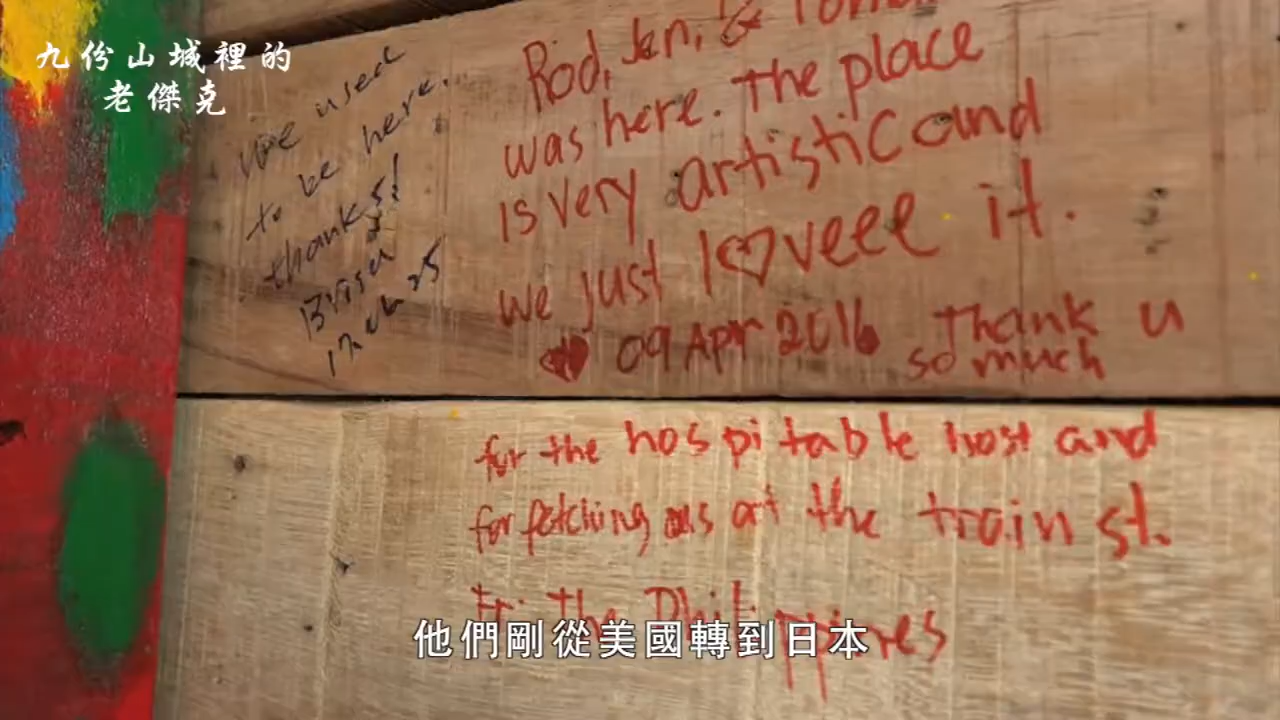 九份山城裡的
老傑克
we used
to be here..
thanks!
Rod, Jen, &
was here. The place
is very artistic and
we just l♡veee it.
♥ 09 Apr 2016 Thank u
so much
for the hospitable host and
for fetching us at the train st.
Fr: the Philippines
他們剛從美國轉到日本